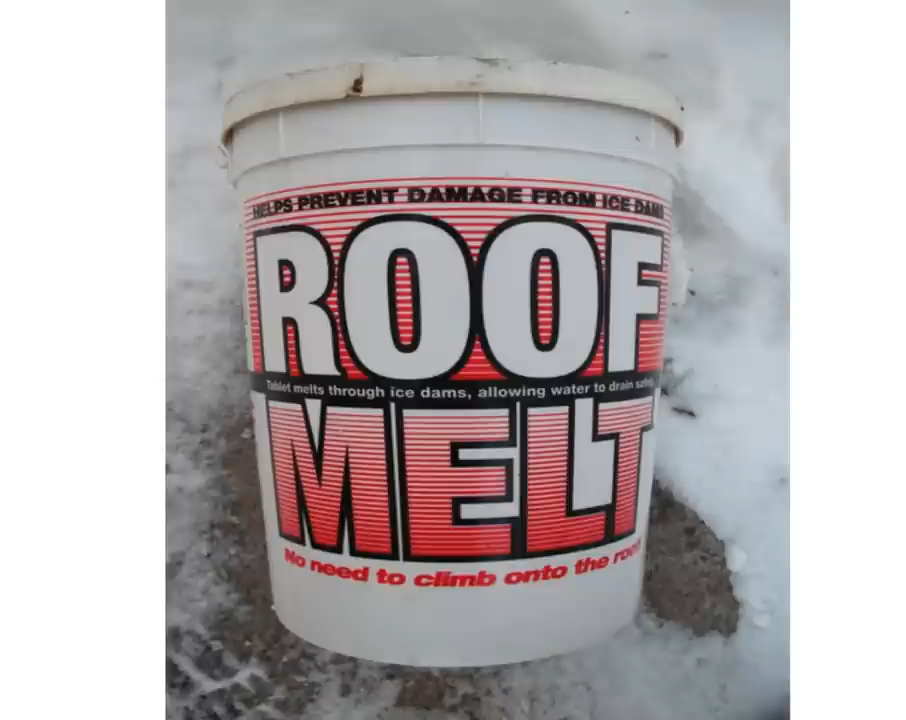 HELPS PREVENT DAMAGE FROM ICE DAMS
ROOF
Tablet melts through ice dams, allowing water to drain safely
MELT
No need to climb onto the roof!